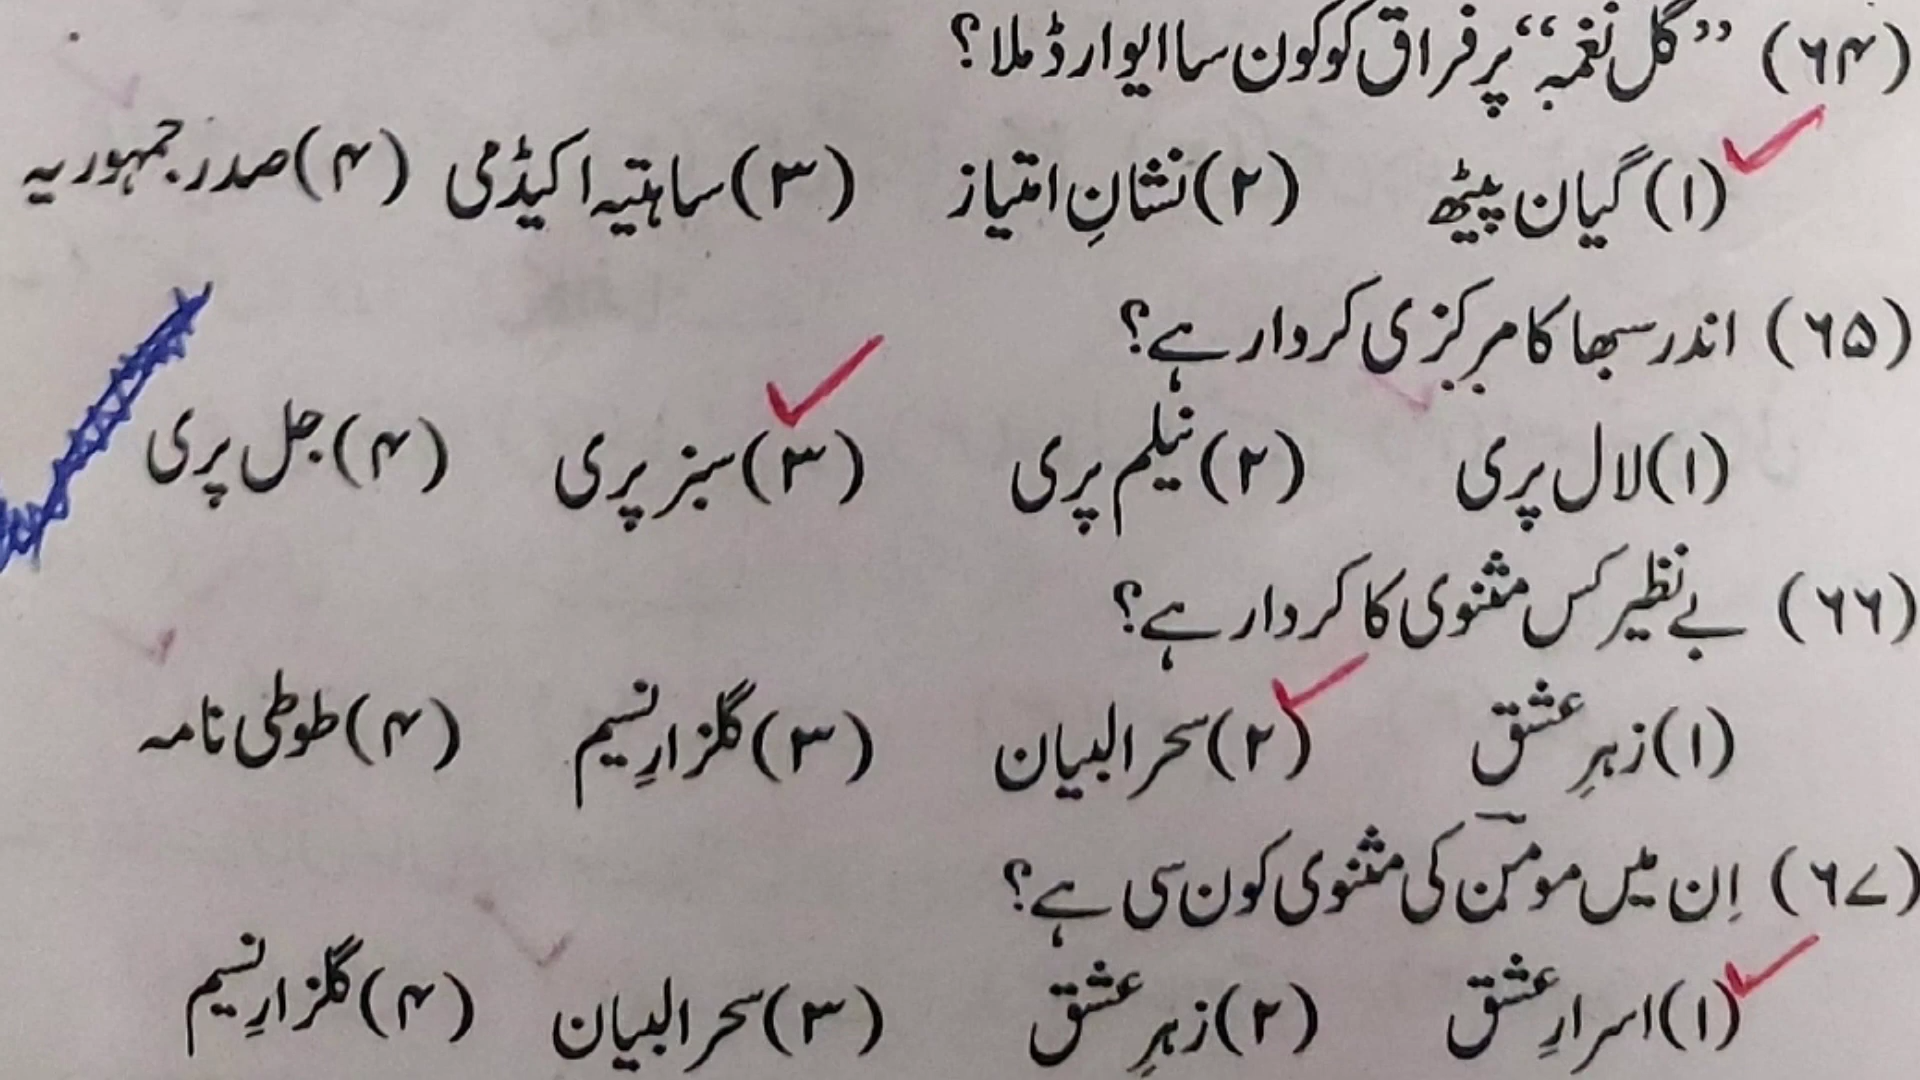 (۶۴) ”گل نغمہ“ پر فراق کو کون سا ایوارڈ ملا؟
(۱) گیان پیٹھ (۲) نشانِ امتیاز (۳) ساہتیہ اکیڈمی (۴) صدر جمہوریہ
(۶۵) اندر سبھا کا مرکزی کردار ہے؟
(۱) لال پری (۲) نیلم پری (۳) سبز پری (۴) جل پری
(۶۶) بے نظیر کس مثنوی کا کردار ہے؟
(۱) زہرِ عشق (۲) سحر البیان (۳) گلزارِ نسیم (۴) طوطی نامہ
(۶۷) اِن میں مومنؔ کی مثنوی کون سی ہے؟
(۱) اسرارِ عشق (۲) زہرِ عشق (۳) سحر البیان (۴) گلزارِ نسیم